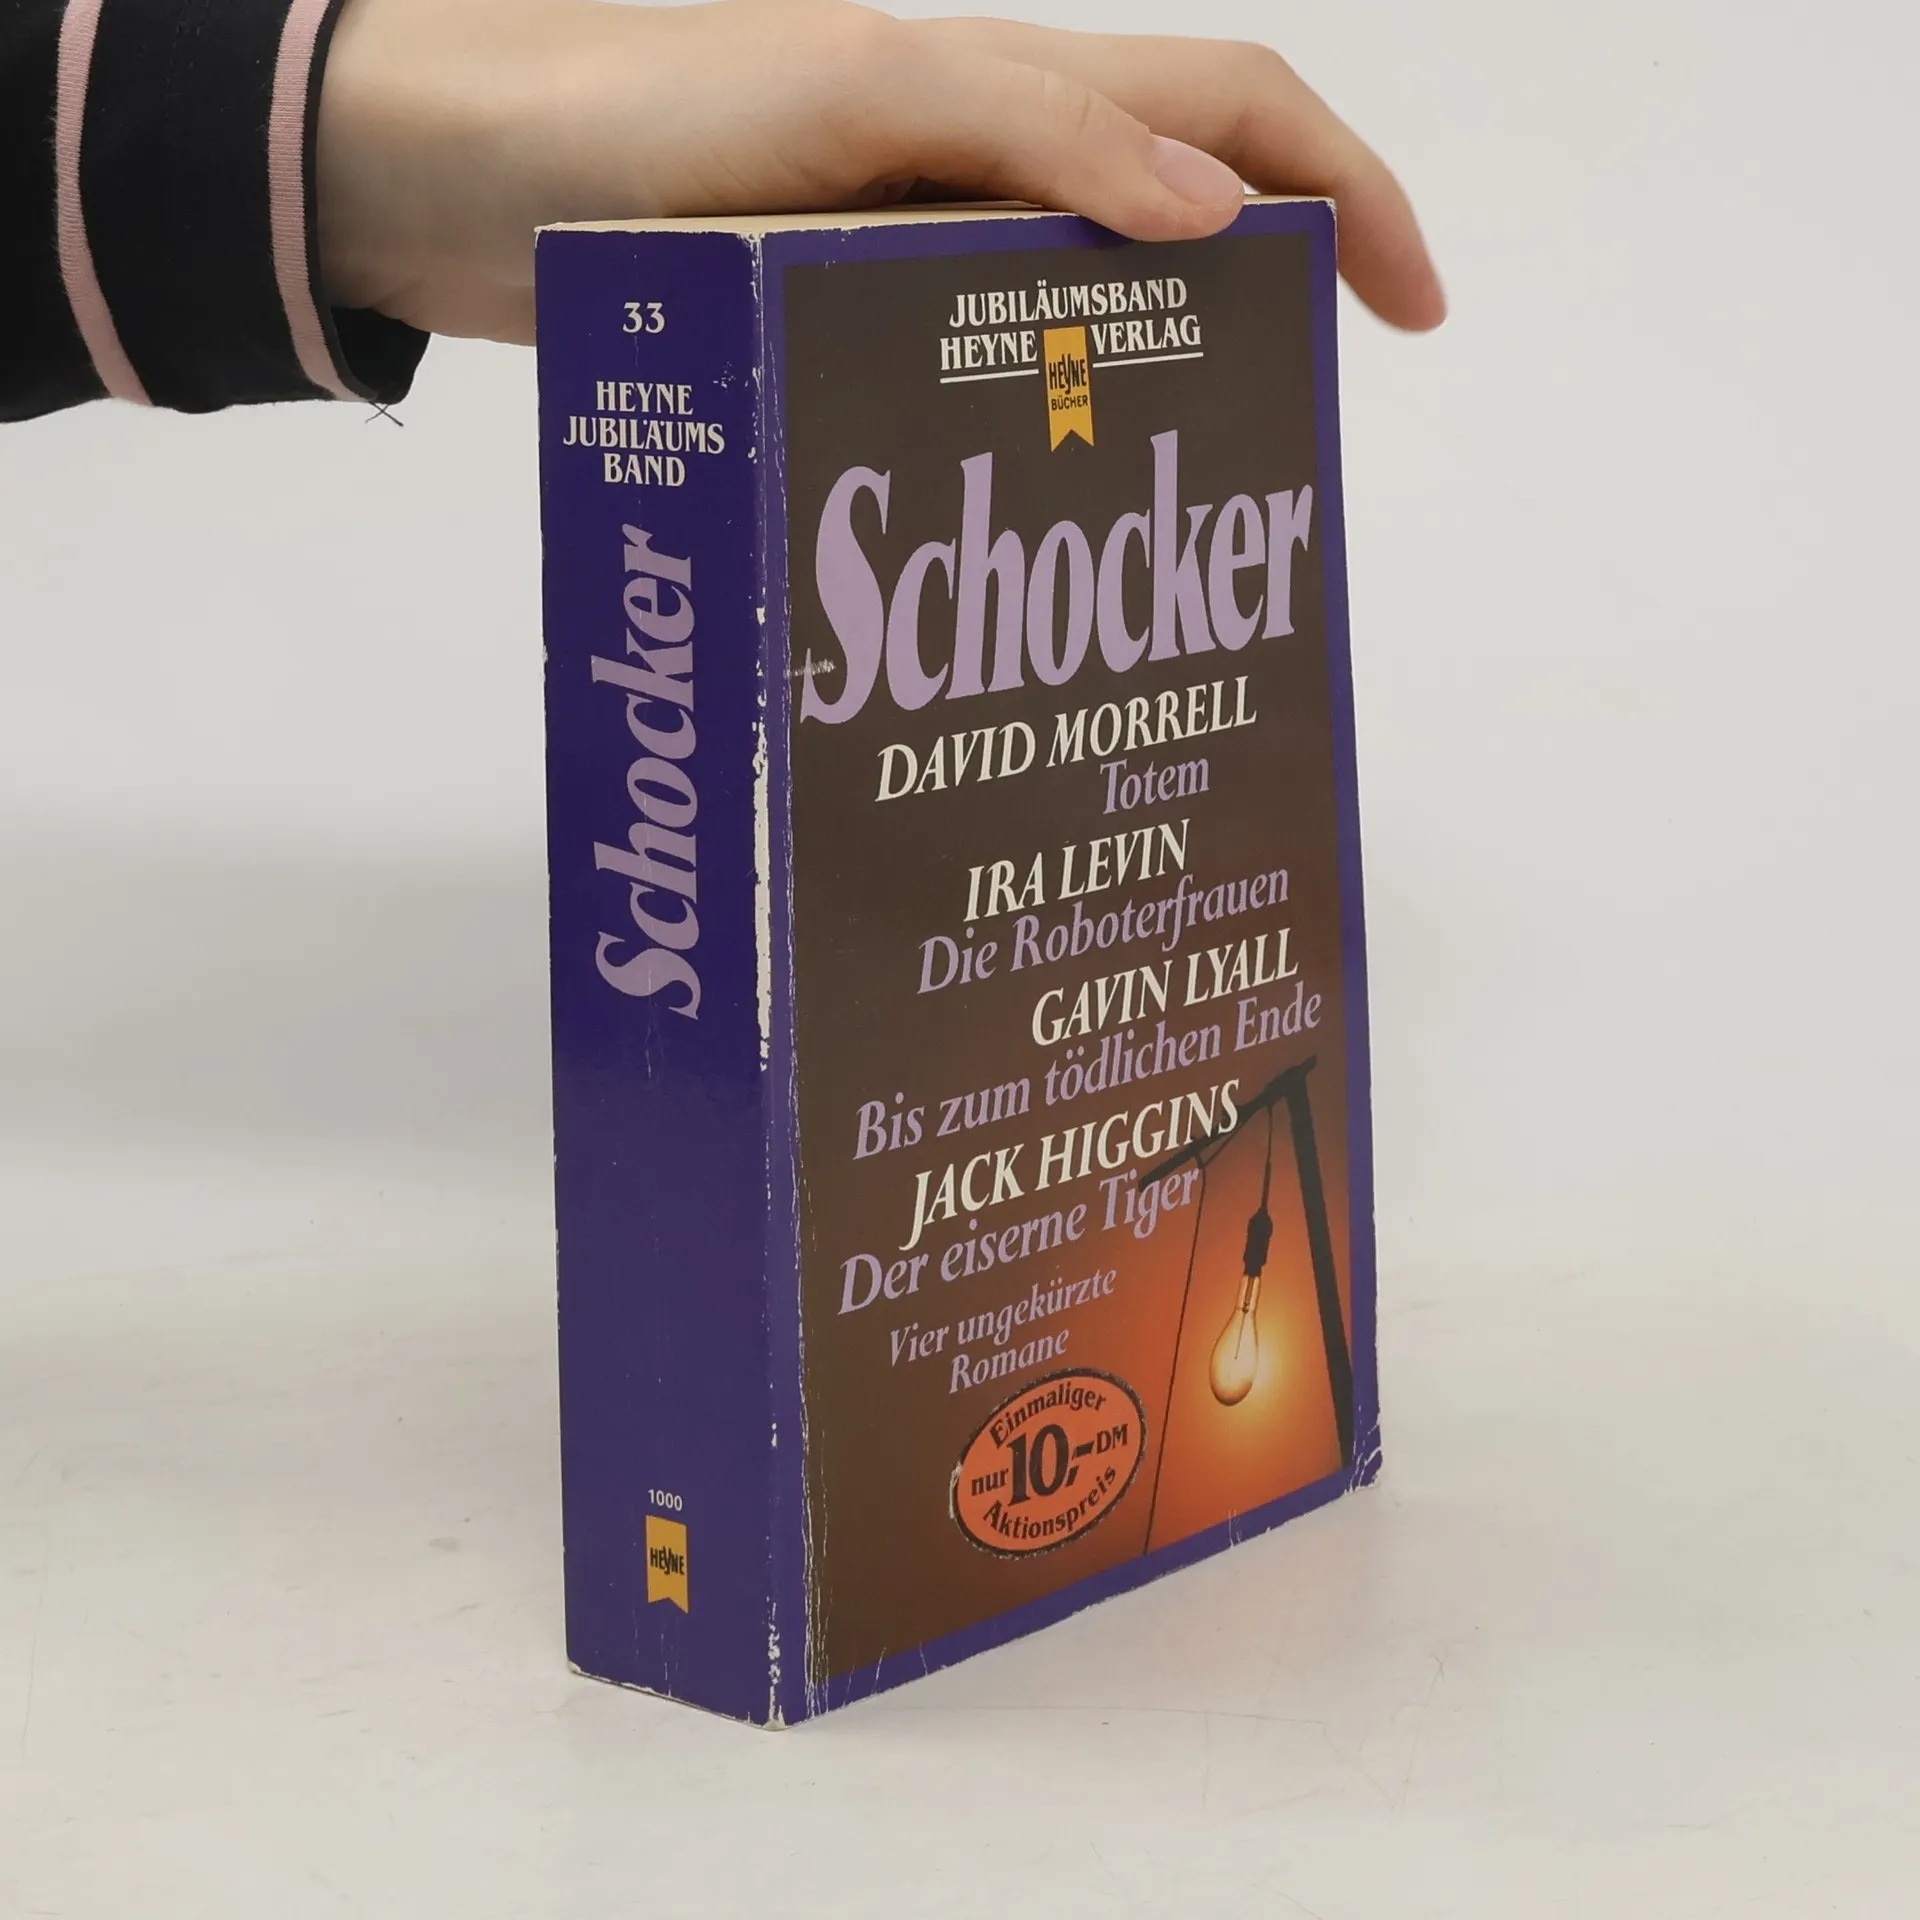 33
HEYNE
JUBILÄUMS
BAND
Schocker
1000
HEYNE
JUBILÄUMSBAND
HEYNE VERLAG
HEYNE
BÜCHER
Schocker
DAVID MORRELL
Totem
IRA LEVIN
Die Roboterfrauen
GAVIN LYALL
Bis zum tödlichen Ende
JACK HIGGINS
Der eiserne Tiger
Vier ungekürzte
Romane
Einmaliger
nur 10,- DM
Aktionspreis